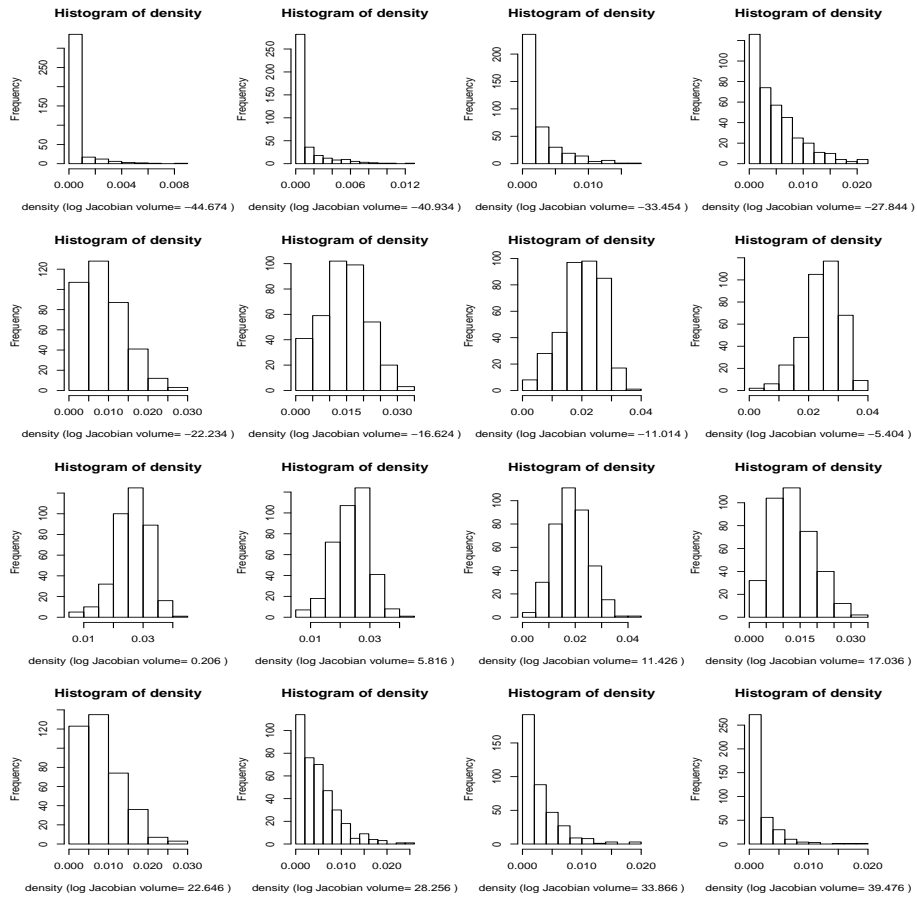 Histogram of density Histogram of density Histogram of density Histogram of density
Frequency Frequency Frequency Frequency
0 50 150 250
0 50 100 150 200 250
0 50 100 150 200
0 20 40 60 80 100 120
0.000 0.004 0.008 0.000 0.006 0.012 0.000 0.010 0.000 0.010 0.020
density (log Jacobian volume= −44.674 ) density (log Jacobian volume= −40.934 ) density (log Jacobian volume= −33.454 ) density (log Jacobian volume= −27.844 )
Histogram of density Histogram of density Histogram of density Histogram of density
Frequency Frequency Frequency Frequency
0 20 40 60 80 120
0 20 40 60 80 100
0 20 40 60 80 100
0 20 40 60 80 100
0.000 0.010 0.020 0.030 0.000 0.015 0.030 0.00 0.02 0.04 0.00 0.02 0.04
density (log Jacobian volume= −22.234 ) density (log Jacobian volume= −16.624 ) density (log Jacobian volume= −11.014 ) density (log Jacobian volume= −5.404 )
Histogram of density Histogram of density Histogram of density Histogram of density
Frequency Frequency Frequency Frequency
0 20 40 60 80 100
0 20 40 60 80 100
0 20 40 60 80 100
0 20 40 60 80 100
0.01 0.03 0.01 0.03 0.00 0.02 0.04 0.000 0.015 0.030
density (log Jacobian volume= 0.206 ) density (log Jacobian volume= 5.816 ) density (log Jacobian volume= 11.426 ) density (log Jacobian volume= 17.036 )
Histogram of density Histogram of density Histogram of density Histogram of density
Frequency Frequency Frequency Frequency
0 20 40 60 80 120
0 20 40 60 80 100
0 50 100 150
0 50 100 150 200 250
0.000 0.010 0.020 0.030 0.000 0.010 0.020 0.000 0.010 0.020 0.000 0.010 0.020
density (log Jacobian volume= 22.646 ) density (log Jacobian volume= 28.256 ) density (log Jacobian volume= 33.866 ) density (log Jacobian volume= 39.476 )